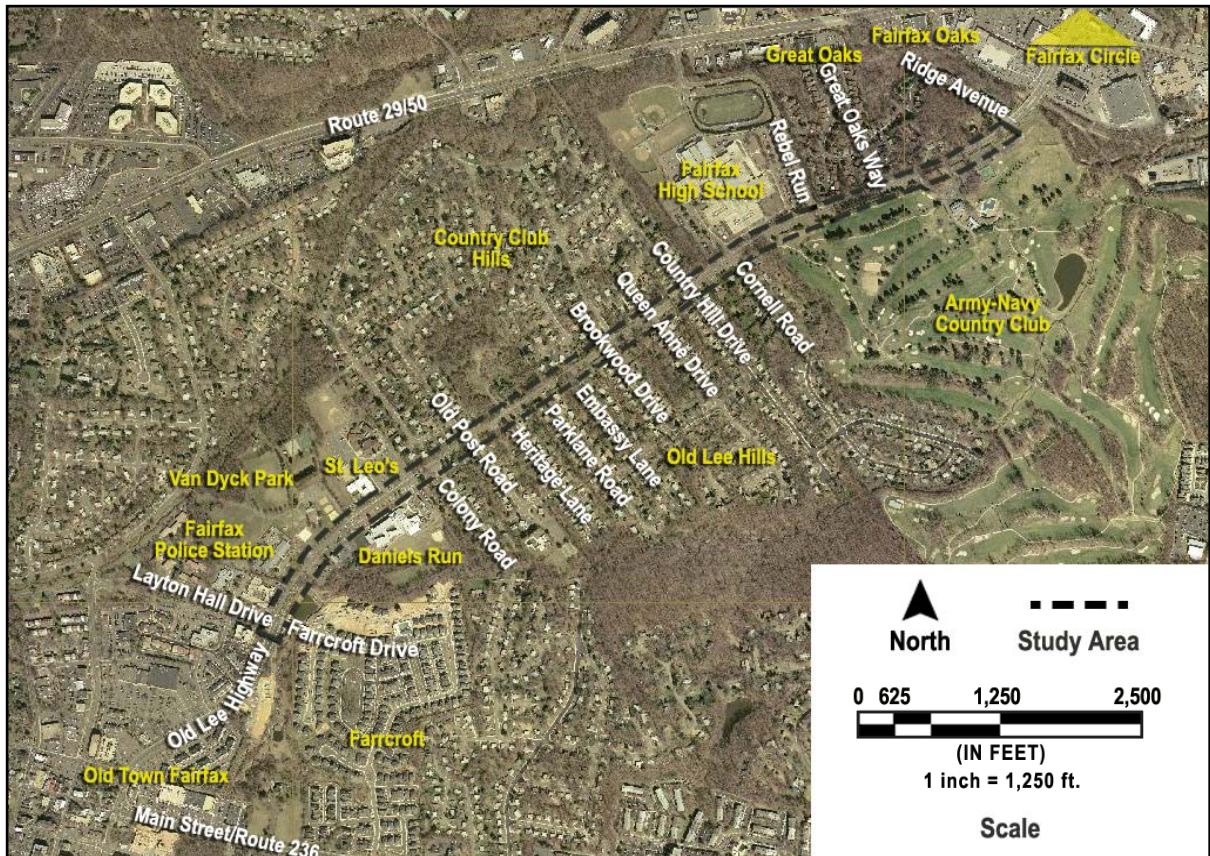 Fairfax Oaks
Great Oaks
Fairfax Circle
Ridge Avenue
Great Oaks Way
Route 29/50
Rebel Run
Fairfax
High School
Country Club
Hills
Country Hill Drive
Cornell Road
Queen Anne Drive
Army-Navy
Country Club
Brookwood Drive
Embassy Lane
Parklane Road
Old Post Road
Heritage Lane
Old Lee Hills
St. Leo's
Van Dyck Park
Colony Road
Fairfax
Police Station
Daniels Run
Layton Hall Drive
Farrcroft Drive
Old Lee Highway
Farrcroft
Old Town Fairfax
Main Street/Route 236
North
Study Area
0 625 1,250 2,500
(IN FEET)
1 inch = 1,250 ft.
Scale